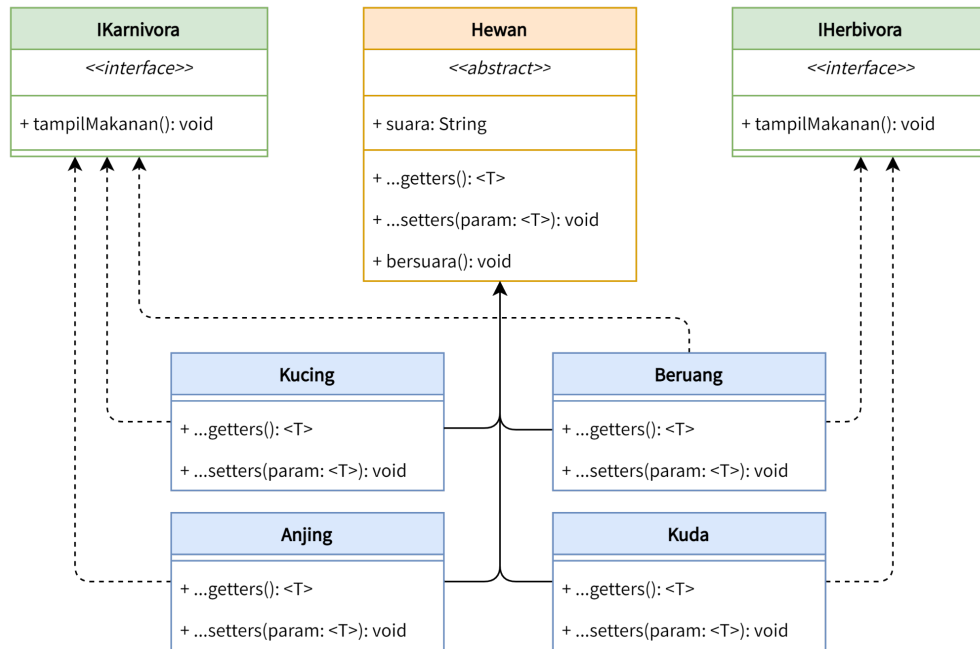 IKarnivora
<<interface>>
+ tampilMakanan(): void
Hewan
<<abstract>>
+ suara: String
+ ...getters(): <T>
+ ...setters(param: <T>): void
+ bersuara(): void
IHerbivora
<<interface>>
+ tampilMakanan(): void
Kucing
+ ...getters(): <T>
+ ...setters(param: <T>): void
Beruang
+ ...getters(): <T>
+ ...setters(param: <T>): void
Anjing
+ ...getters(): <T>
+ ...setters(param: <T>): void
Kuda
+ ...getters(): <T>
+ ...setters(param: <T>): void